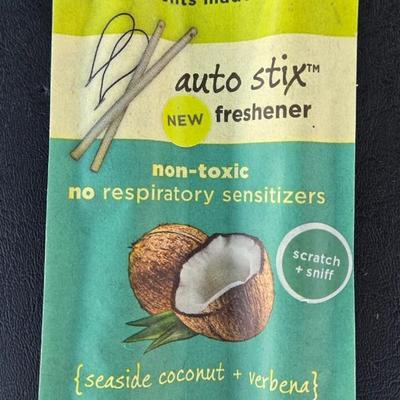 auto stix™
NEW freshener
non-toxic
no respiratory sensitizers
scratch
+ sniff
{seaside coconut + verbena}